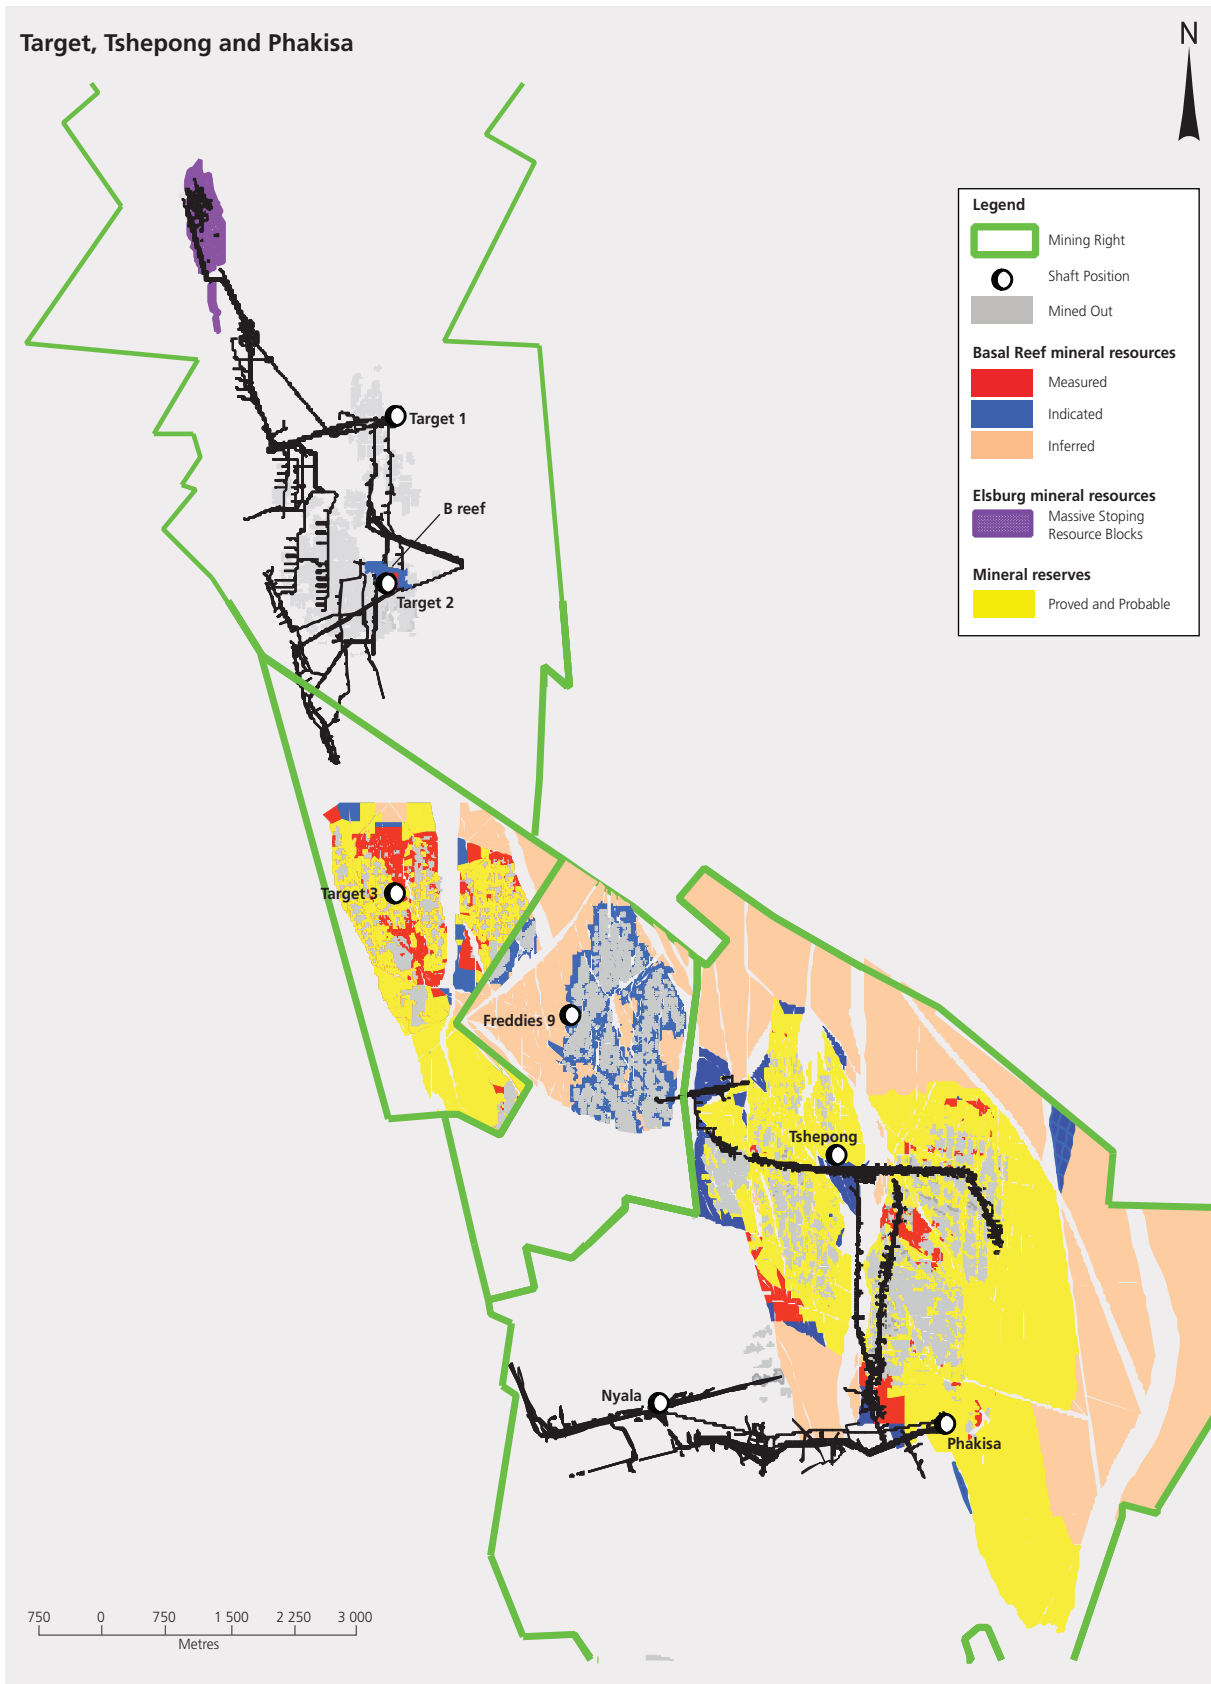 Target, Tshepong and Phakisa
N
Legend
Mining Right
Shaft Position
Mined Out
Basal Reef mineral resources
Measured
Indicated
Inferred
Elsburg mineral resources
Massive Stoping
Resource Blocks
Mineral reserves
Proved and Probable
Target 1
B reef
Target 2
Target 3
Freddies 9
Tshepong
Nyala
Phakisa
750 0 750 1 500 2 250 3 000
Metres